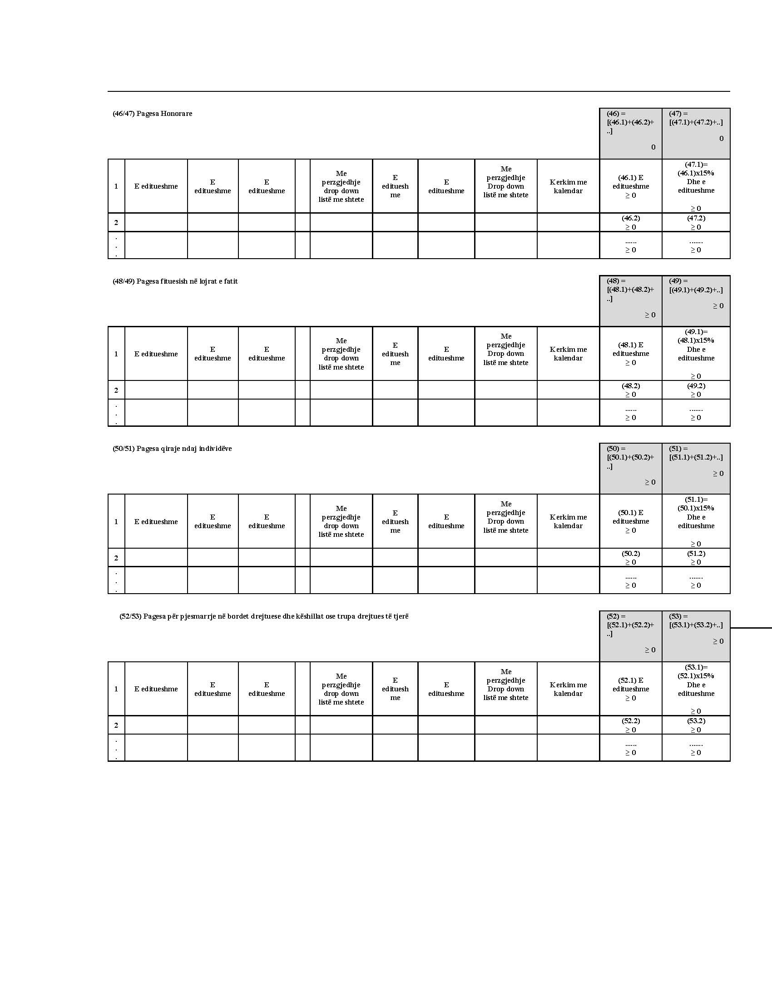 (46/47) Pagesa Honorare
(46) =
[(46.1)+(46.2)+
..]
0
(47) =
[(47.1)+(47.2)+..]
0
1
E editueshme
E
editueshme
E
editueshme
Me
perzgjedhje
drop down
listë me shtete
E
edituesh
me
E
editueshme
Me
perzgjedhje
Drop down
listë me shtete
Kerkim me
kalendar
(46.1) E
editueshme
≥ 0
(47.1)=
(46.1)x15%
Dhe e
editueshme
≥ 0
2
(46.2)
≥ 0
(47.2)
≥ 0
.
.
.
......
≥ 0
.......
≥ 0
(48/49) Pagesa fituesish në lojrat e fatit
(48) =
[(48.1)+(48.2)+
..]
≥ 0
(49) =
[(49.1)+(49.2)+..]
≥ 0
1
E editueshme
E
editueshme
E
editueshme
Me
perzgjedhje
drop down
listë me shtete
E
edituesh
me
E
editueshme
Me
perzgjedhje
Drop down
listë me shtete
Kerkim me
kalendar
(48.1) E
editueshme
≥ 0
(49.1)=
(48.1)x15%
Dhe e
editueshme
≥ 0
2
(48.2)
≥ 0
(49.2)
≥ 0
.
.
.
......
≥ 0
.......
≥ 0
(50/51) Pagesa qiraje ndaj individëve
(50) =
[(50.1)+(50.2)+
..]
≥ 0
(51) =
[(51.1)+(51.2)+..]
≥ 0
1
E editueshme
E
editueshme
E
editueshme
Me
perzgjedhje
drop down
listë me shtete
E
edituesh
me
E
editueshme
Me
perzgjedhje
Drop down
listë me shtete
Kerkim me
kalendar
(50.1) E
editueshme
≥ 0
(51.1)=
(50.1)x15%
Dhe e
editueshme
≥ 0
2
(50.2)
≥ 0
(51.2)
≥ 0
.
.
.
......
≥ 0
.......
≥ 0
(52/53) Pagesa për pjesmarrje në bordet drejtuese dhe këshillat ose trupa drejtues të tjerë
(52) =
[(52.1)+(52.2)+
..]
≥ 0
(53) =
[(53.1)+(53.2)+..]
≥ 0
1
E editueshme
E
editueshme
E
editueshme
Me
perzgjedhje
drop down
listë me shtete
E
edituesh
me
E
editueshme
Me
perzgjedhje
Drop down
listë me shtete
Kerkim me
kalendar
(52.1) E
editueshme
≥ 0
(53.1)=
(52.1)x15%
Dhe e
editueshme
≥ 0
2
(52.2)
≥ 0
(53.2)
≥ 0
.
.
.
......
≥ 0
.......
≥ 0